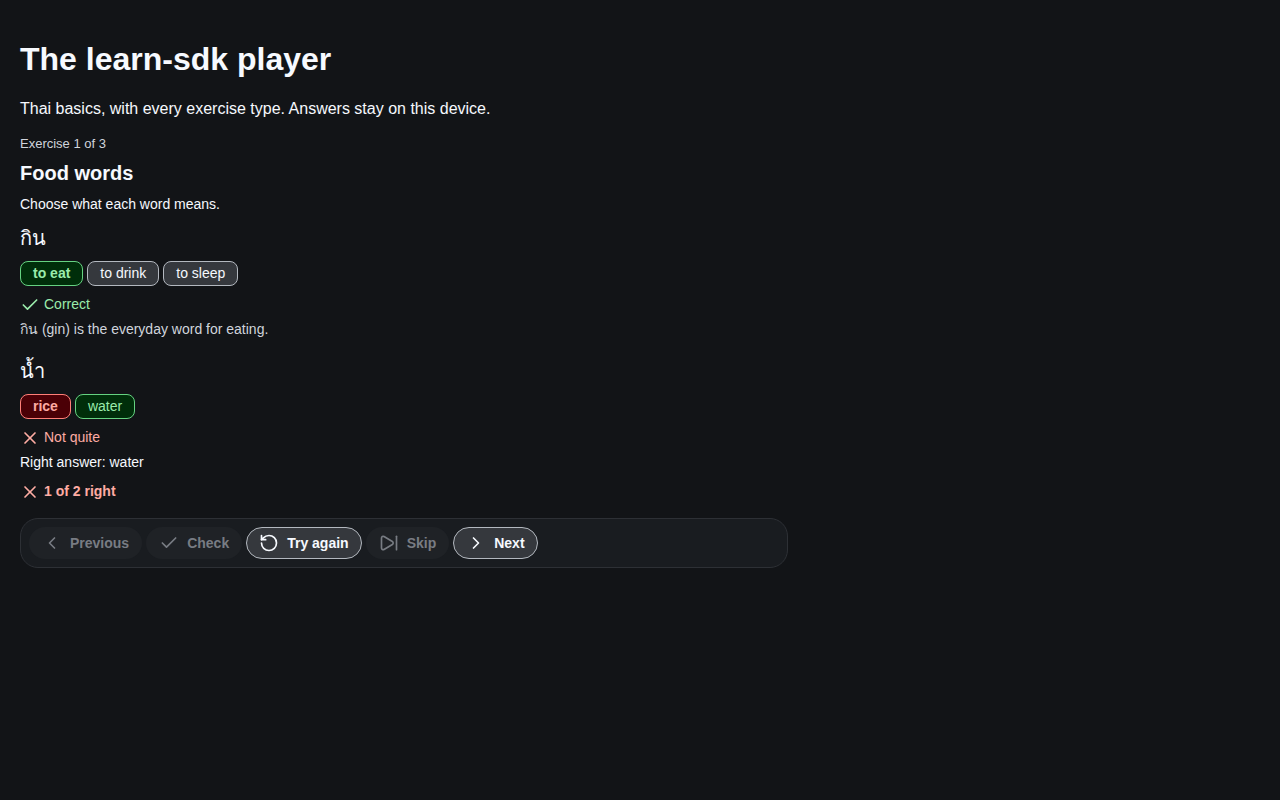 The learn-sdk player
Thai basics, with every exercise type. Answers stay on this device.
Exercise 1 of 3
Food words
Choose what each word means.
กิน
to eat to drink to sleep
Correct
กิน (gin) is the everyday word for eating.
น้ำ
rice water
Not quite
Right answer: water
1 of 2 right
Previous Check Try again Skip Next